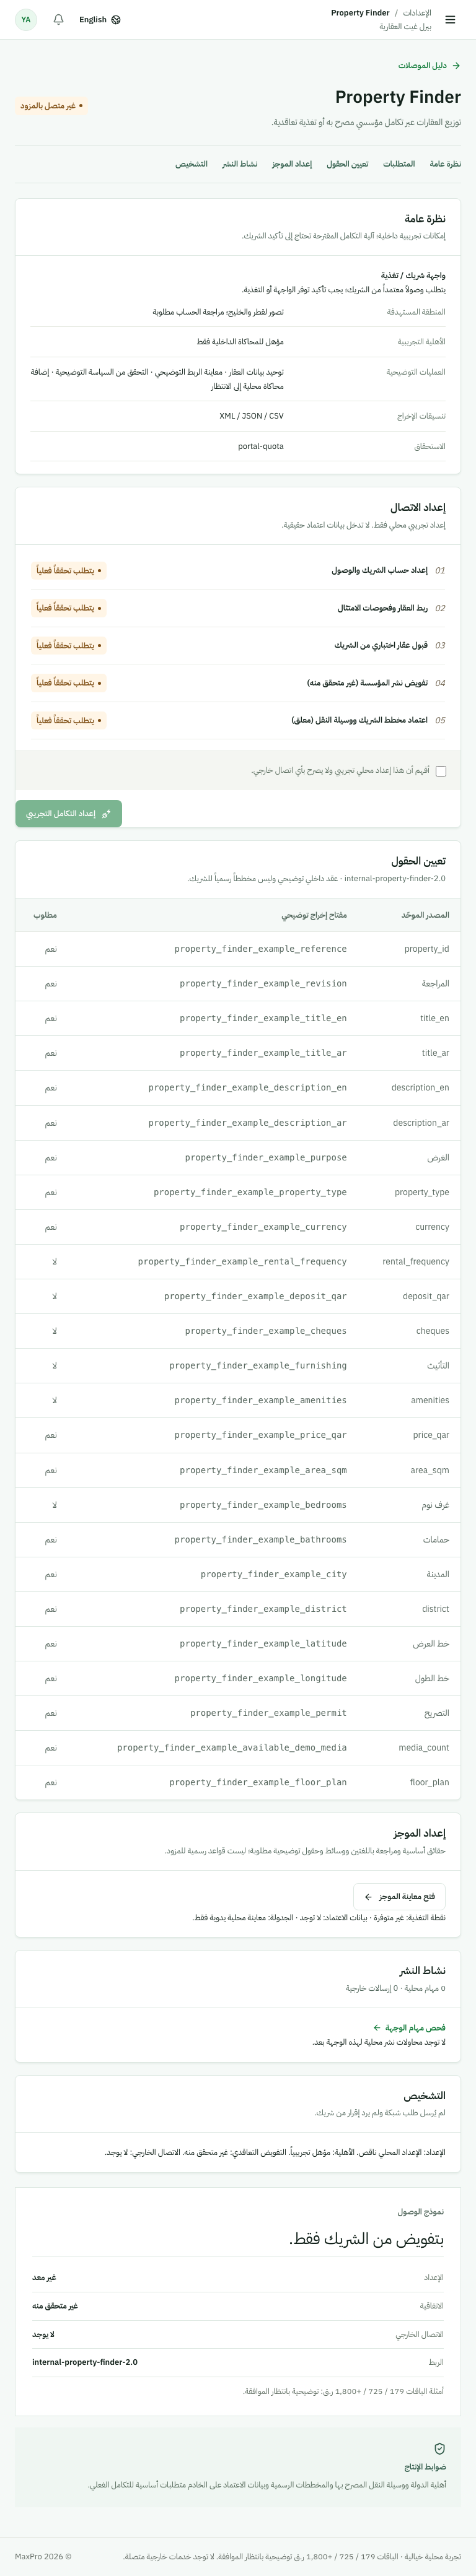 الإعدادات / Property Finder
بيرل غيت العقارية
English
YA
دليل الموصلات
Property Finder
غير متصل بالمزود
توزيع العقارات عبر تكامل مؤسسي مصرح به أو تغذية تعاقدية.
نظرة عامة
المتطلبات
تعيين الحقول
إعداد الموجز
نشاط النشر
التشخيص
نظرة عامة
إمكانات تجريبية داخلية؛ آلية التكامل المقترحة تحتاج إلى تأكيد الشريك.
واجهة شريك / تغذية
يتطلب وصولاً معتمداً من الشريك؛ يجب تأكيد توفر الواجهة أو التغذية.
المنطقة المستهدفة تصور لقطر والخليج؛ مراجعة الحساب مطلوبة
الأهلية التجريبية مؤهل للمحاكاة الداخلية فقط
العمليات التوضيحية توحيد بيانات العقار · معاينة الربط التوضيحي · التحقق من السياسة التوضيحية · إضافة
محاكاة محلية إلى الانتظار
تنسيقات الإخراج XML / JSON / CSV
الاستحقاق portal-quota
إعداد الاتصال
إعداد تجريبي محلي فقط. لا تدخل بيانات اعتماد حقيقية.
01 إعداد حساب الشريك والوصول يتطلب تحققاً فعلياً
02 ربط العقار وفحوصات الامتثال يتطلب تحققاً فعلياً
03 قبول عقار اختباري من الشريك يتطلب تحققاً فعلياً
04 تفويض نشر المؤسسة (غير متحقق منه) يتطلب تحققاً فعلياً
05 اعتماد مخطط الشريك ووسيلة النقل (معلق) يتطلب تحققاً فعلياً
أفهم أن هذا إعداد محلي تجريبي ولا يصرح بأي اتصال خارجي.
إعداد التكامل التجريبي
تعيين الحقول
internal-property-finder-2.0 · عقد داخلي توضيحي وليس مخططاً رسمياً للشريك.
المصدر الموحّد مفتاح إخراج توضيحي مطلوب
property_id property_finder_example_reference نعم
المراجعة property_finder_example_revision نعم
title_en property_finder_example_title_en نعم
title_ar property_finder_example_title_ar نعم
description_en property_finder_example_description_en نعم
description_ar property_finder_example_description_ar نعم
الغرض property_finder_example_purpose نعم
property_type property_finder_example_property_type نعم
currency property_finder_example_currency نعم
rental_frequency property_finder_example_rental_frequency لا
deposit_qar property_finder_example_deposit_qar لا
cheques property_finder_example_cheques لا
التأثيث property_finder_example_furnishing لا
amenities property_finder_example_amenities لا
price_qar property_finder_example_price_qar نعم
area_sqm property_finder_example_area_sqm نعم
غرف نوم property_finder_example_bedrooms لا
حمامات property_finder_example_bathrooms نعم
المدينة property_finder_example_city نعم
district property_finder_example_district نعم
خط العرض property_finder_example_latitude نعم
خط الطول property_finder_example_longitude نعم
التصريح property_finder_example_permit نعم
media_count property_finder_example_available_demo_media نعم
floor_plan property_finder_example_floor_plan نعم
إعداد الموجز
حقائق أساسية ومراجعة باللغتين ووسائط وحقول توضيحية مطلوبة؛ ليست قواعد رسمية للمزود.
فتح معاينة الموجز
نقطة التغذية: غير متوفرة · بيانات الاعتماد: لا توجد · الجدولة: معاينة محلية يدوية فقط.
نشاط النشر
0 مهام محلية · 0 إرسالات خارجية
فحص مهام الوجهة
لا توجد محاولات نشر محلية لهذه الوجهة بعد.
التشخيص
لم يُرسل طلب شبكة ولم يرد إقرار من شريك.
الإعداد: الإعداد المحلي ناقص. الأهلية: مؤهل تجريبياً. التفويض التعاقدي: غير متحقق منه. الاتصال الخارجي: لا يوجد.
نموذج الوصول
بتفويض من الشريك فقط.
الإعداد غير معد
الاتفاقية غير متحقق منه
الاتصال الخارجي لا يوجد
الربط internal-property-finder-2.0
أمثلة الباقات 179 / 725 / +1,800 ر.ق: توضيحية بانتظار الموافقة.
ضوابط الإنتاج
أهلية الدولة ووسيلة النقل المصرح بها والمخططات الرسمية وبيانات الاعتماد على الخادم متطلبات أساسية للتكامل الفعلي.
تجربة محلية خيالية · الباقات 179 / 725 / +1,800 ر.ق توضيحية بانتظار الموافقة. لا توجد خدمات خارجية متصلة.
© 2026 MaxPro